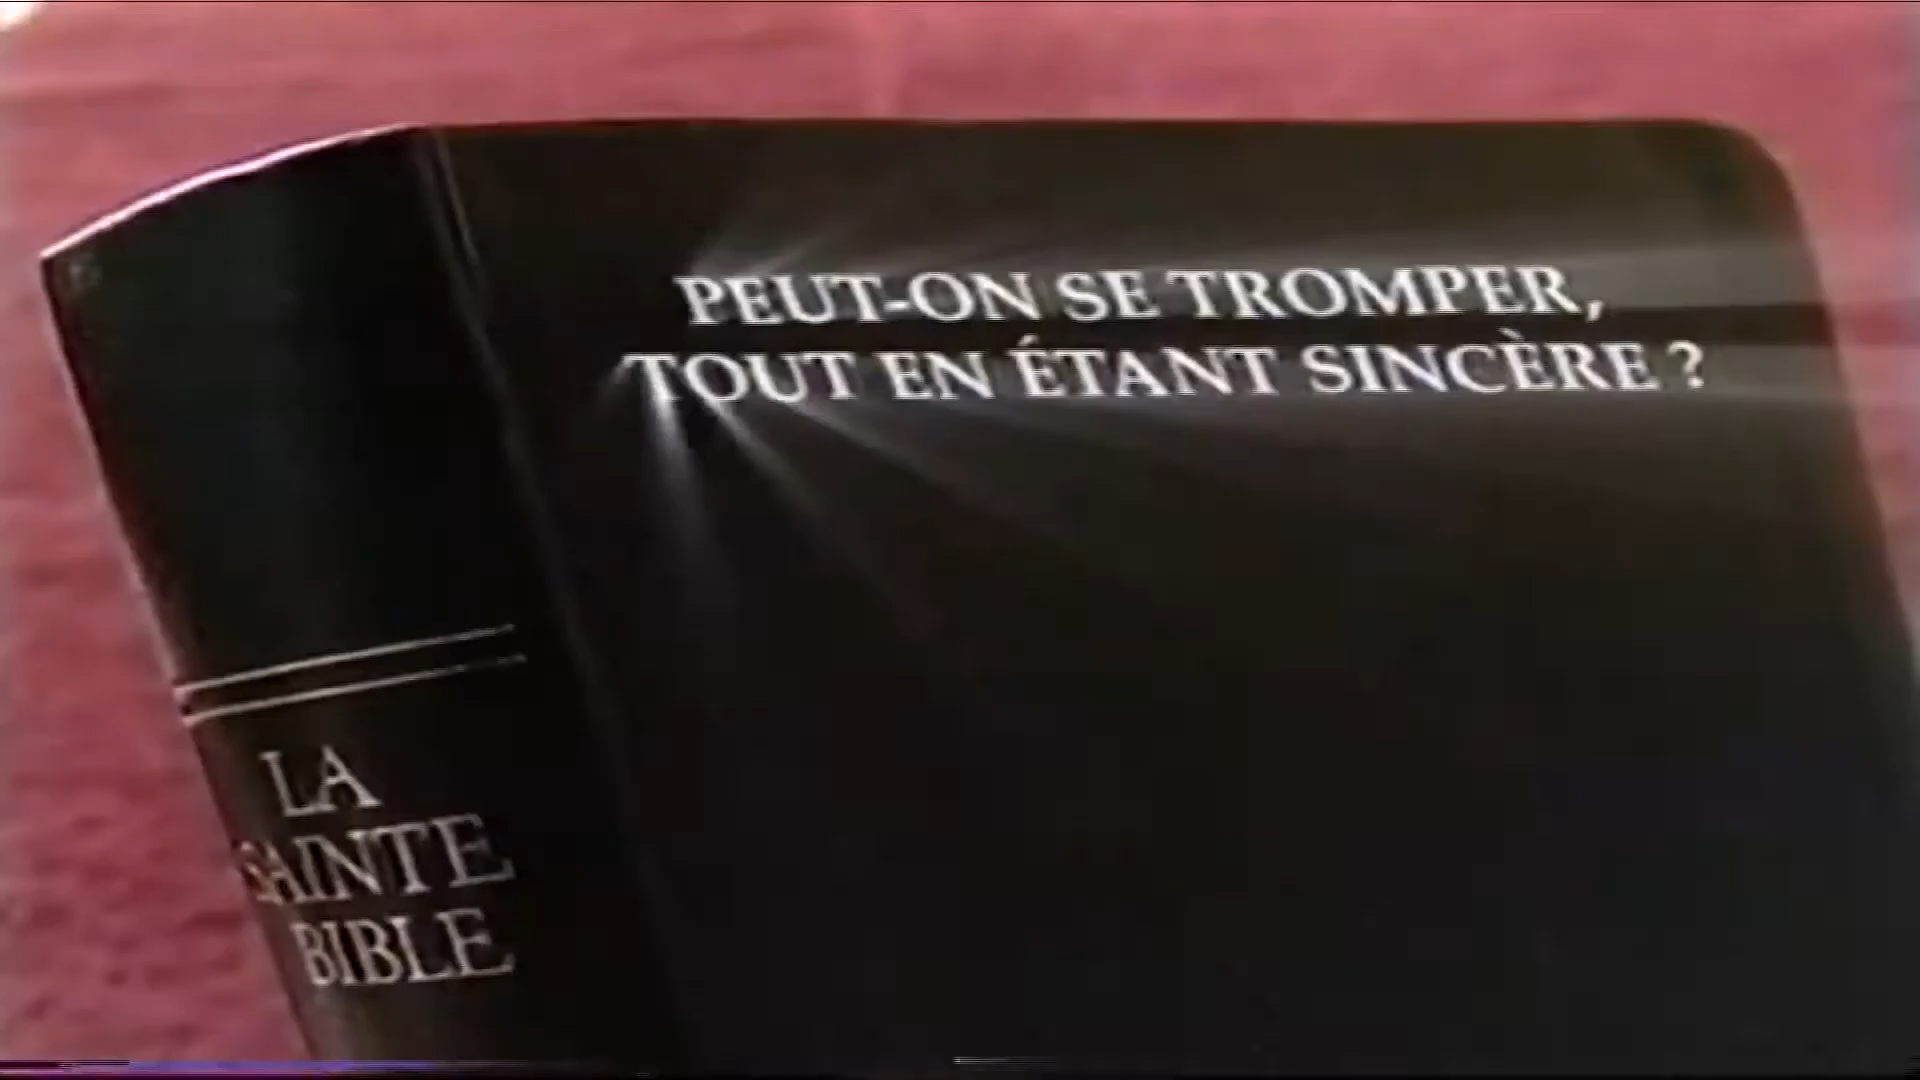 PEUT-ON SE TROMPER,
TOUT EN ÉTANT SINCÈRE ?
LA
SAINTE
BIBLE